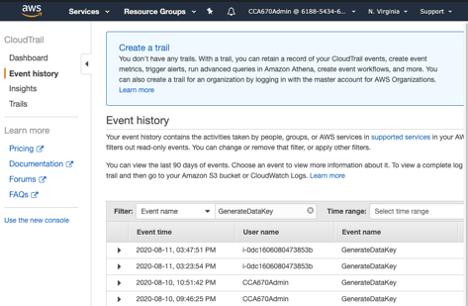 aws
Services
Resource Groups
CCA670Admin @ 6188-5434-6...
N. Virginia
Support
CloudTrail
Dashboard
Event history
Insights
Trails
Learn more
Pricing
Documentation
Forums
FAQs
Use the new console
Create a trail
You don't have any trails. With a trail, you can retain a record of your CloudTrail events, create event
metrics, trigger alerts, run advanced queries in Amazon Athena, create event workflows, and more. You
can also create a trail for an organization by logging in with the master account for AWS Organizations.
Learn more
Event history
Your event history contains the activities taken by people, groups, or AWS services in supported services in your AW
filters out read-only events. You can change or remove that filter, or apply other filters.
You can view the last 90 days of events. Choose an event to view more information about it. To view a complete log
trail and then go to your Amazon S3 bucket or CloudWatch Logs. Learn more
Filter: Event name GenerateDataKey Time range: Select time range
Event time User name Event name
2020-08-11, 03:47:51 PM i-0dc1606080473853b GenerateDataKey
2020-08-11, 03:23:54 PM i-0dc1606080473853b GenerateDataKey
2020-08-10, 10:51:42 PM CCA670Admin GenerateDataKey
2020-08-10, 09:46:25 PM CCA670Admin GenerateDataKey